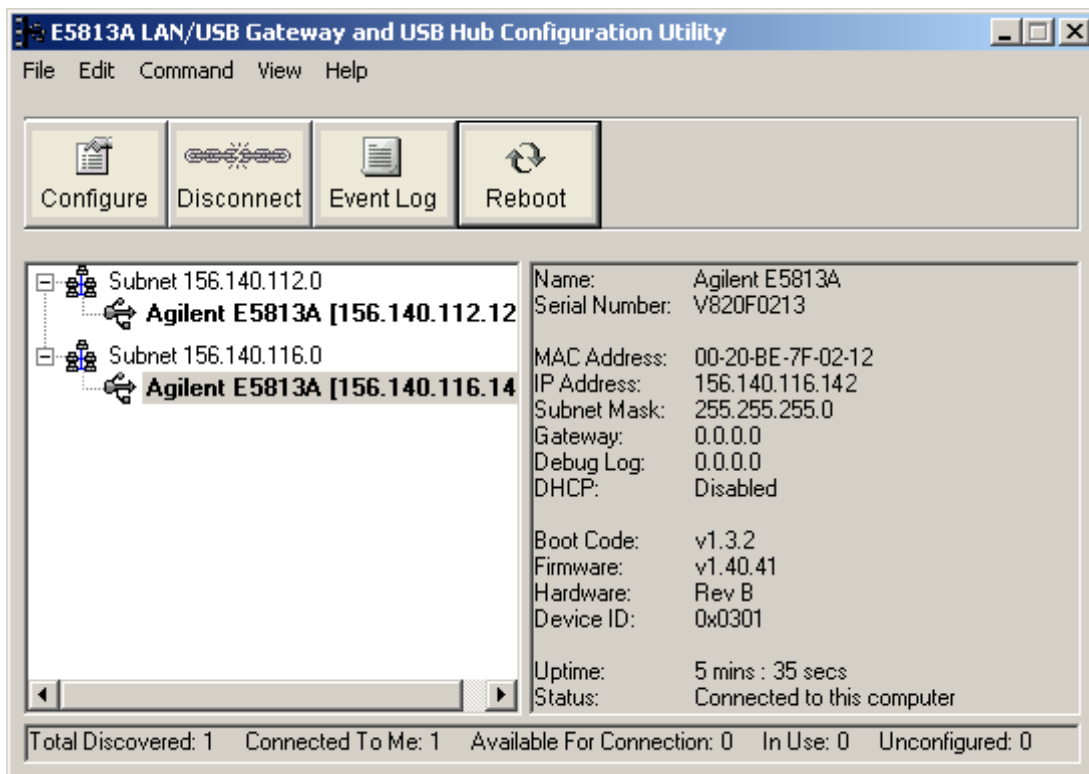 E5813A LAN/USB Gateway and USB Hub Configuration Utility
File Edit Command View Help
Configure Disconnect Event Log Reboot
Subnet 156.140.112.0
Agilent E5813A [156.140.112.12
Subnet 156.140.116.0
Agilent E5813A [156.140.116.14
Name: Agilent E5813A
Serial Number: V820F0213
MAC Address: 00-20-BE-7F-02-12
IP Address: 156.140.116.142
Subnet Mask: 255.255.255.0
Gateway: 0.0.0.0
Debug Log: 0.0.0.0
DHCP: Disabled
Boot Code: v1.3.2
Firmware: v1.40.41
Hardware: Rev B
Device ID: 0x0301
Uptime: 5 mins : 35 secs
Status: Connected to this computer
Total Discovered: 1 Connected To Me: 1 Available For Connection: 0 In Use: 0 Unconfigured: 0